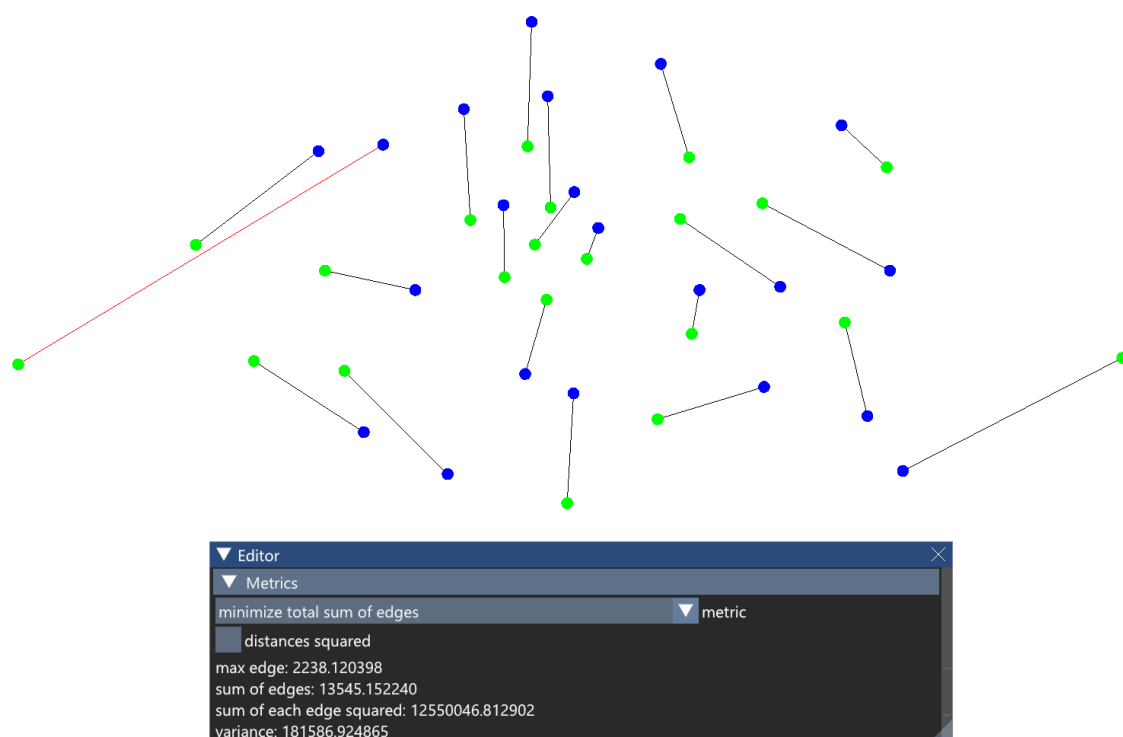 Editor
Metrics
minimize total sum of edges metric
distances squared
max edge: 2238.120398
sum of edges: 13545.152240
sum of each edge squared: 12550046.812902
variance: 181586.924865